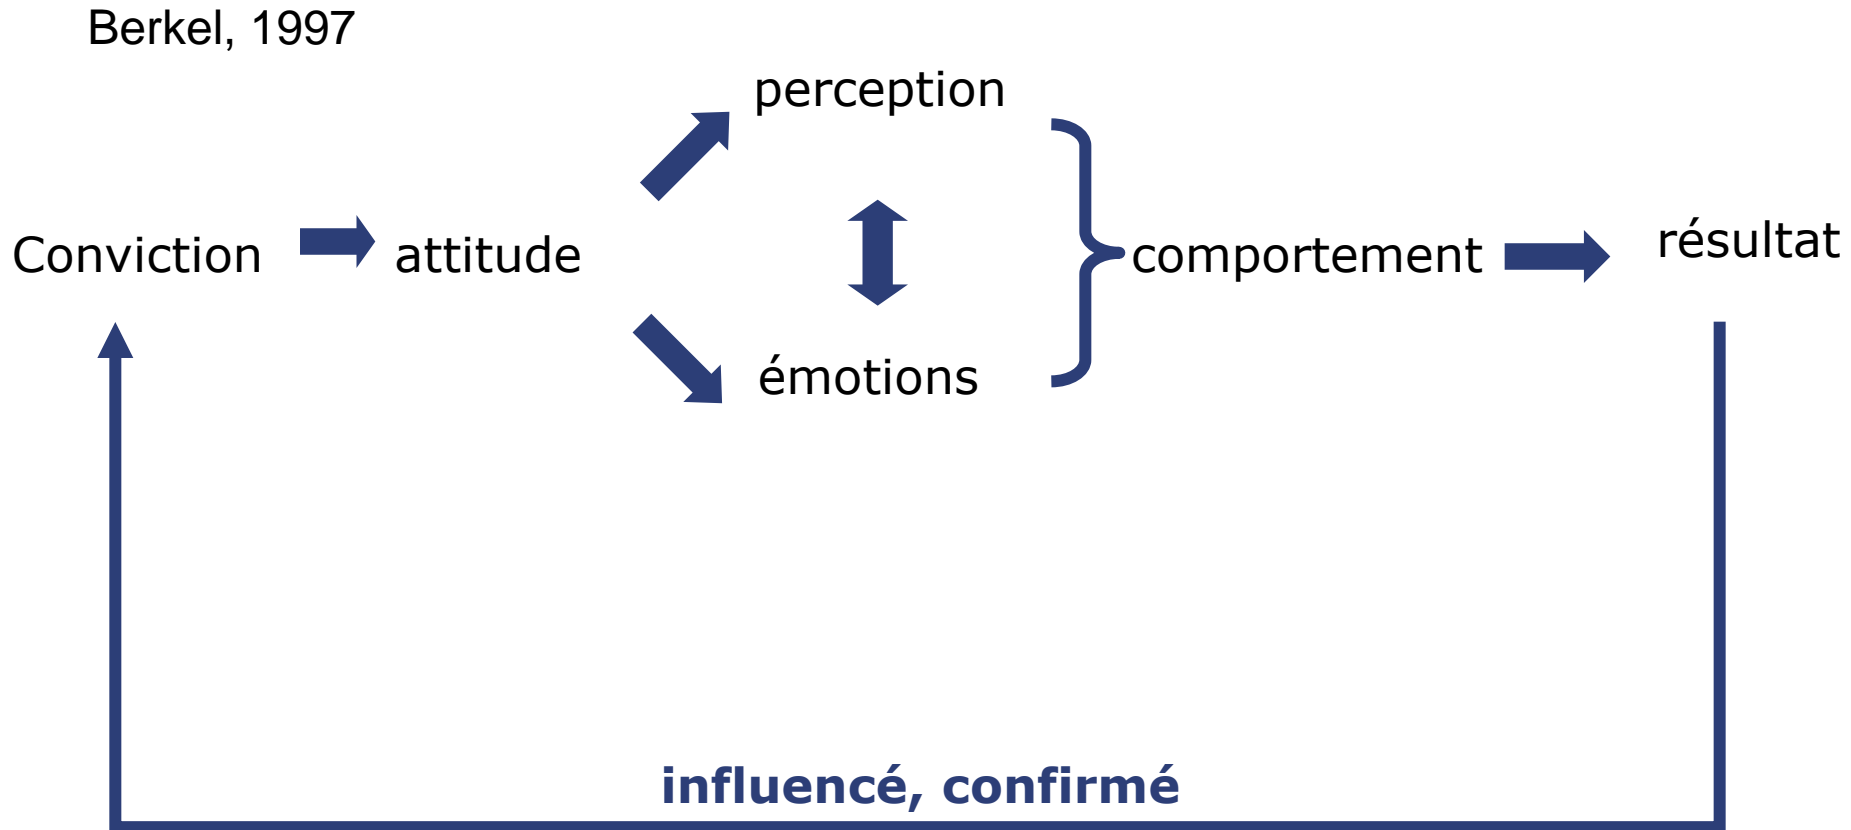 Berkel, 1997
perception
Conviction
attitude
émotions
comportement
résultat
influencé, confirmé